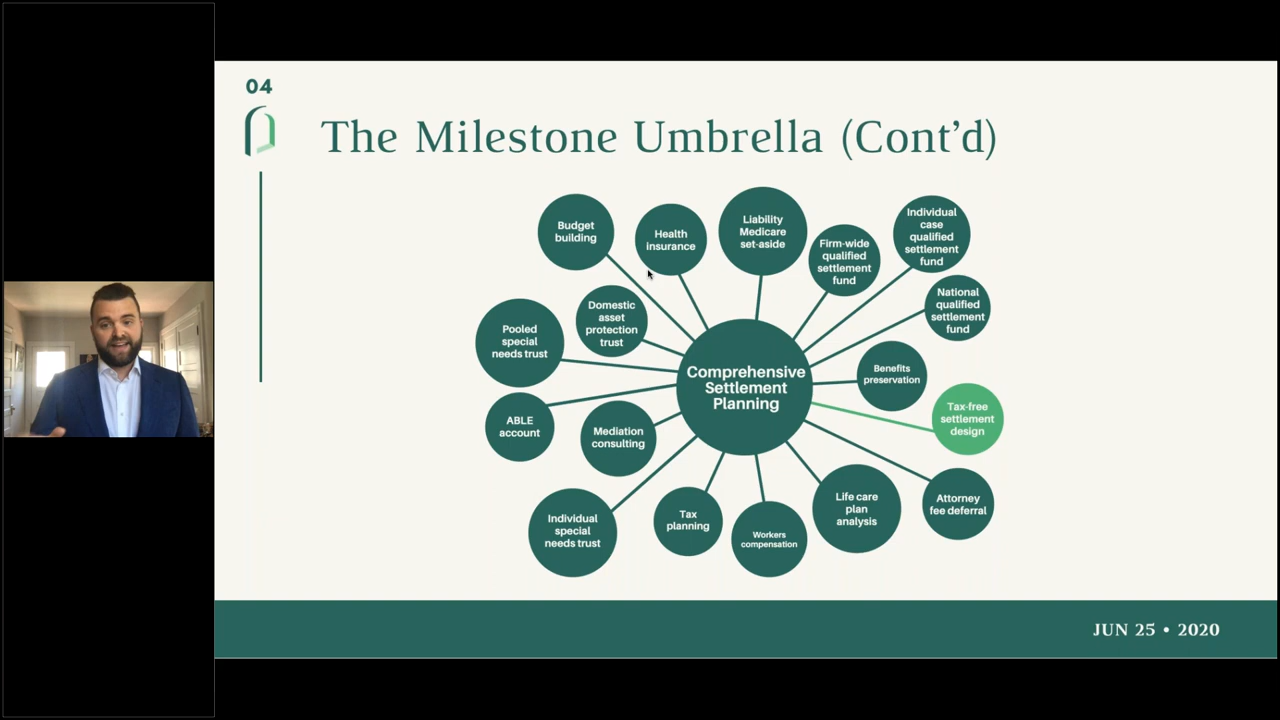 04
The Milestone Umbrella (Cont’d)
Budget
building
Health
insurance
Liability
Medicare
set-aside
Firm-wide
qualified
settlement
fund
Individual
case
qualified
settlement
fund
National
qualified
settlement
fund
Domestic
asset
protection
trust
Pooled
special
needs trust
Comprehensive
Settlement
Planning
Benefits
preservation
Tax-free
settlement
design
ABLE
account
Mediation
consulting
Individual
special
needs trust
Tax
planning
Workers
compensation
Life care
plan
analysis
Attorney
fee deferral
JUN 25 • 2020